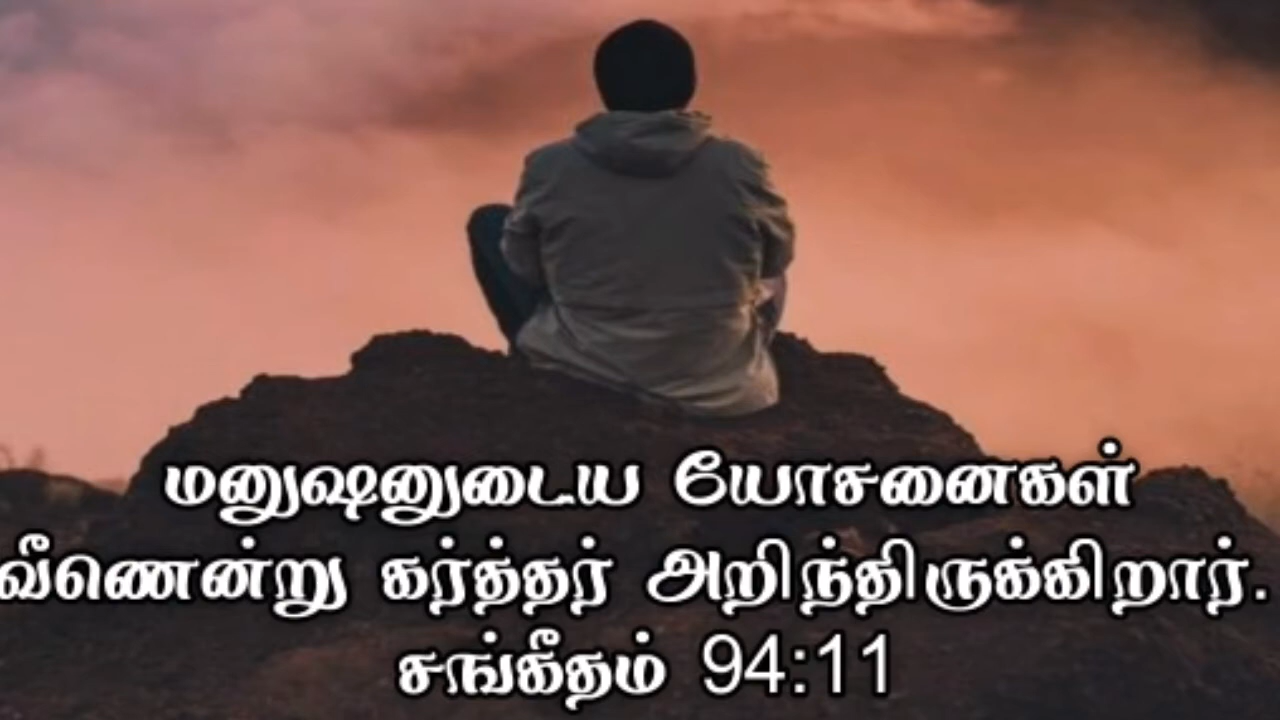 மனுஷனுடைய யோசனைகள்
வீணென்று கர்த்தர் அறிந்திருக்கிறார்.
சங்கீதம் 94:11